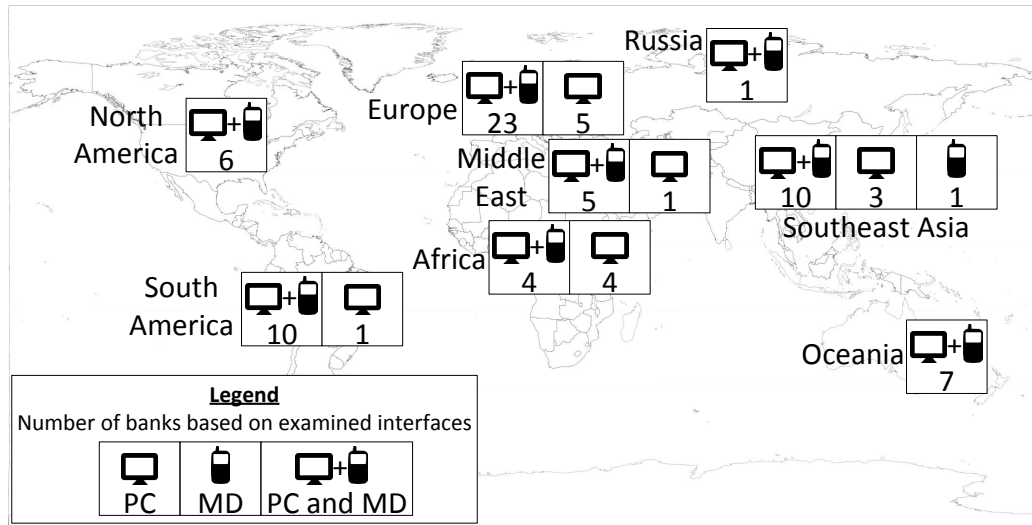 Russia
+
1
North
America
+
6
Europe
+
23
5
Middle
East
+
5
1
+
10
3
1
Southeast Asia
Africa
+
4
4
South
America
+
10
1
Oceania
+
7
Legend
Number of banks based on examined interfaces
+
PC
MD
PC and MD